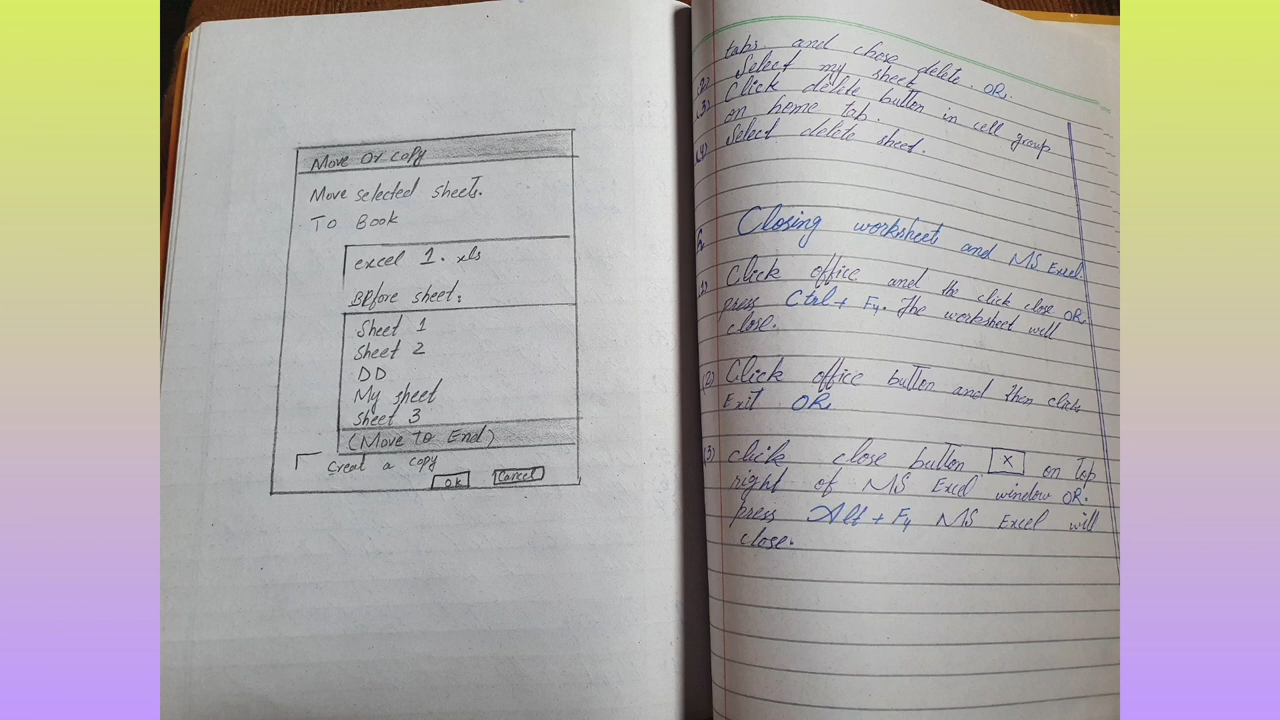 Move Or copy
Move selected sheets.
To Book
excel 1. xls
BEfore sheet:
Sheet 1
Sheet 2
DD
My sheet
Sheet 3
(Move To End)
Creat a copy
OK
Cancel
tabs. and chose delete. OR.
(2.) Select my sheet
(3.) Click delete button in cell group
on home tab.
(4.) Select delete sheet.
Closing worksheets and MS Excel.
Click office and the click close OR.
press Ctrl + F4. The worksheet will
close.
(2) Click office button and then clicks
Exit OR
(3) click close button X on top
right of MS Excel window OR.
press Alt + F4 MS Excel will
close.